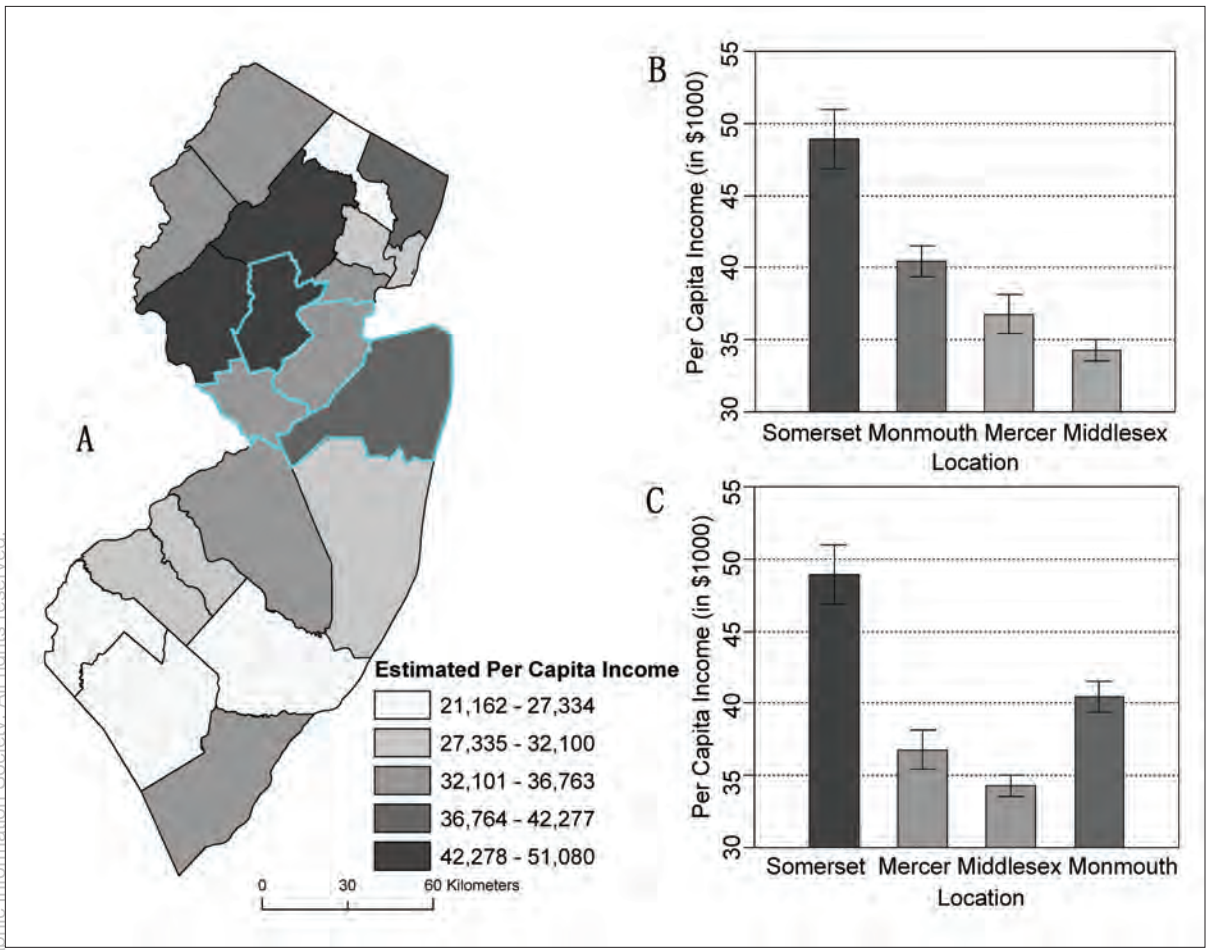 A
Estimated Per Capita Income
21,162 - 27,334
27,335 - 32,100
32,101 - 36,763
36,764 - 42,277
42,278 - 51,080
0 30 60 Kilometers
B
Per Capita Income (in $1000)
55
50
45
40
35
30
Somerset Monmouth Mercer Middlesex
Location
C
Per Capita Income (in $1000)
55
50
45
40
35
30
Somerset Mercer Middlesex Monmouth
Location